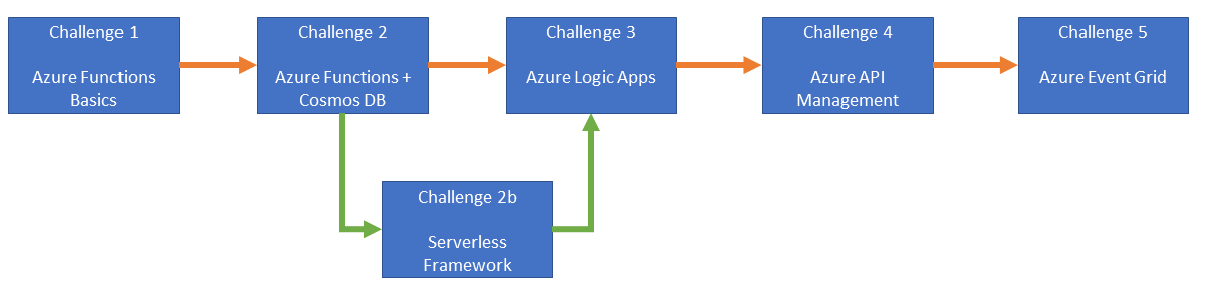 Challenge 1
Azure Functions
Basics
Challenge 2
Azure Functions +
Cosmos DB
Challenge 3
Azure Logic Apps
Challenge 4
Azure API
Management
Challenge 5
Azure Event Grid
Challenge 2b
Serverless
Framework